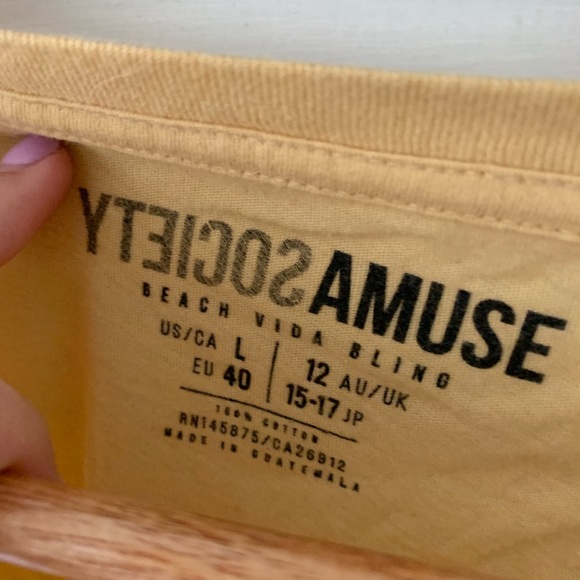 SOCIETY AMUSE
BEACH VIDA BLING
US/CA L 12 AU/UK
EU 40 15-17 JP
100% COTTON
RN145875/CA26912
MADE IN GUATEMALA